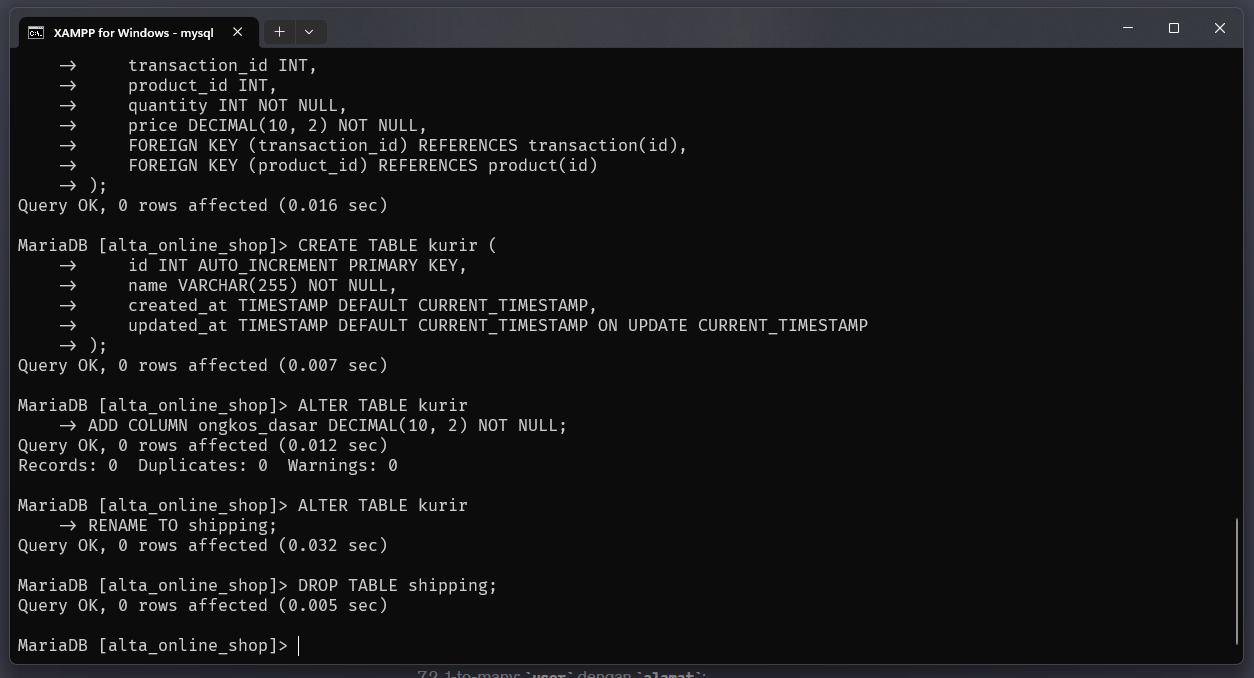 XAMPP for Windows - mysql
->     transaction_id INT,
->     product_id INT,
->     quantity INT NOT NULL,
->     price DECIMAL(10, 2) NOT NULL,
->     FOREIGN KEY (transaction_id) REFERENCES transaction(id),
->     FOREIGN KEY (product_id) REFERENCES product(id)
-> );
Query OK, 0 rows affected (0.016 sec)
MariaDB [alta_online_shop]> CREATE TABLE kurir (
->     id INT AUTO_INCREMENT PRIMARY KEY,
->     name VARCHAR(255) NOT NULL,
->     created_at TIMESTAMP DEFAULT CURRENT_TIMESTAMP,
->     updated_at TIMESTAMP DEFAULT CURRENT_TIMESTAMP ON UPDATE CURRENT_TIMESTAMP
-> );
Query OK, 0 rows affected (0.007 sec)
MariaDB [alta_online_shop]> ALTER TABLE kurir
-> ADD COLUMN ongkos_dasar DECIMAL(10, 2) NOT NULL;
Query OK, 0 rows affected (0.012 sec)
Records: 0  Duplicates: 0  Warnings: 0
MariaDB [alta_online_shop]> ALTER TABLE kurir
-> RENAME TO shipping;
Query OK, 0 rows affected (0.032 sec)
MariaDB [alta_online_shop]> DROP TABLE shipping;
Query OK, 0 rows affected (0.005 sec)
MariaDB [alta_online_shop]>
7.2. 1-to-many: `user` dengan `alamat`: